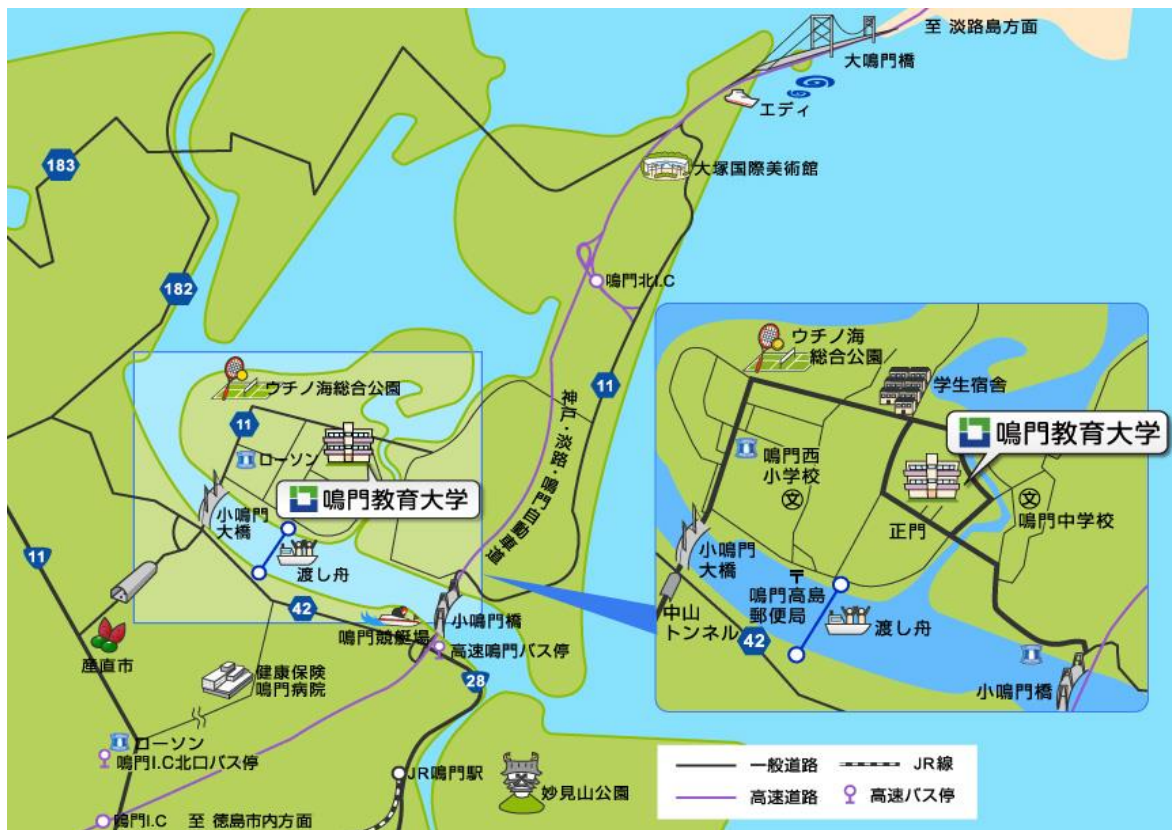 至 淡路島方面
大鳴門橋
エディ
大塚国際美術館
183
182
鳴門北I.C
11
神戸・淡路・鳴門自動車道
ウチノ海総合公園
11
ローソン
鳴門教育大学
小鳴門
大橋
渡し舟
11
42
小鳴門橋
鳴門競艇場
高速鳴門バス停
産直市
健康保険
鳴門病院
28
ローソン
鳴門I.C北口バス停
JR鳴門駅
妙見山公園
鳴門I.C
至 徳島市内方面
ウチノ海
総合公園
学生宿舎
鳴門教育大学
鳴門西
小学校
文
正門
文
鳴門中学校
小鳴門
大橋
〒
鳴門高島
郵便局
中山
トンネル
42
渡し舟
小鳴門橋
一般道路
JR線
高速道路
高速バス停